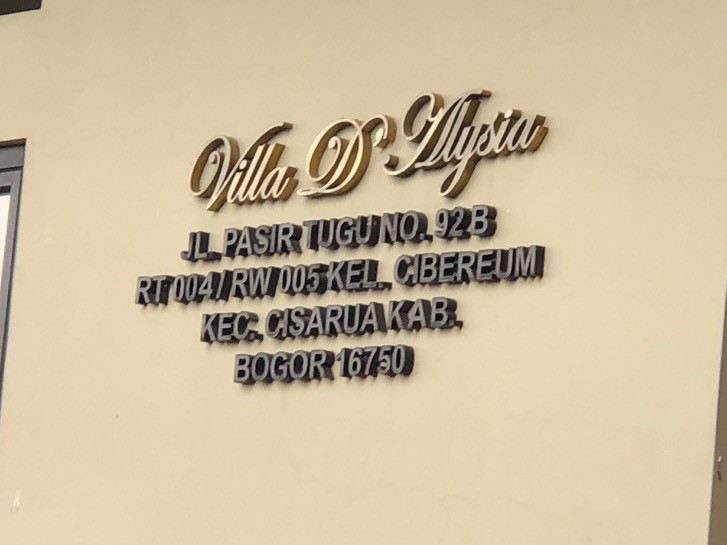 Villa D'Alysia
JL. PASIR TUGU NO. 92 B
RT 004 / RW 005 KEL. CIBEREUM
KEC. CISARUA KAB.,
BOGOR 16750